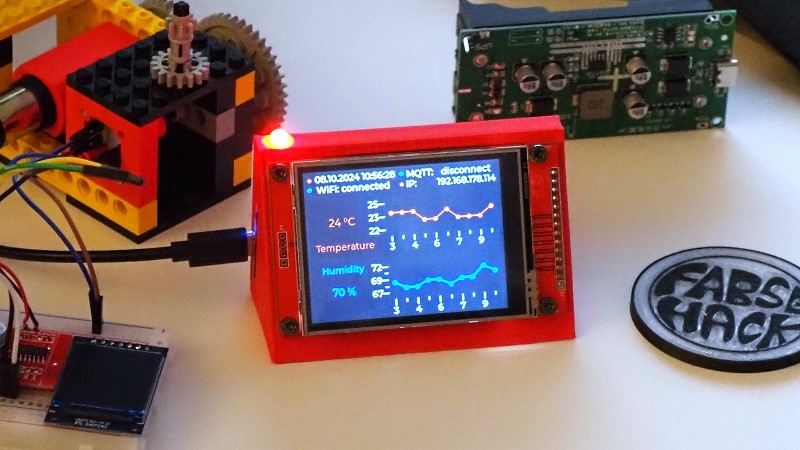 08.10.2024 10:56:28 MQTT: disconnect
WiFi: connected IP: 192.168.178.114
25
24 °C 23
22
3 4 6 7 9
Temperature
Humidity 72
69
70 % 67
3 4 6 7 9
FABSE
HACK